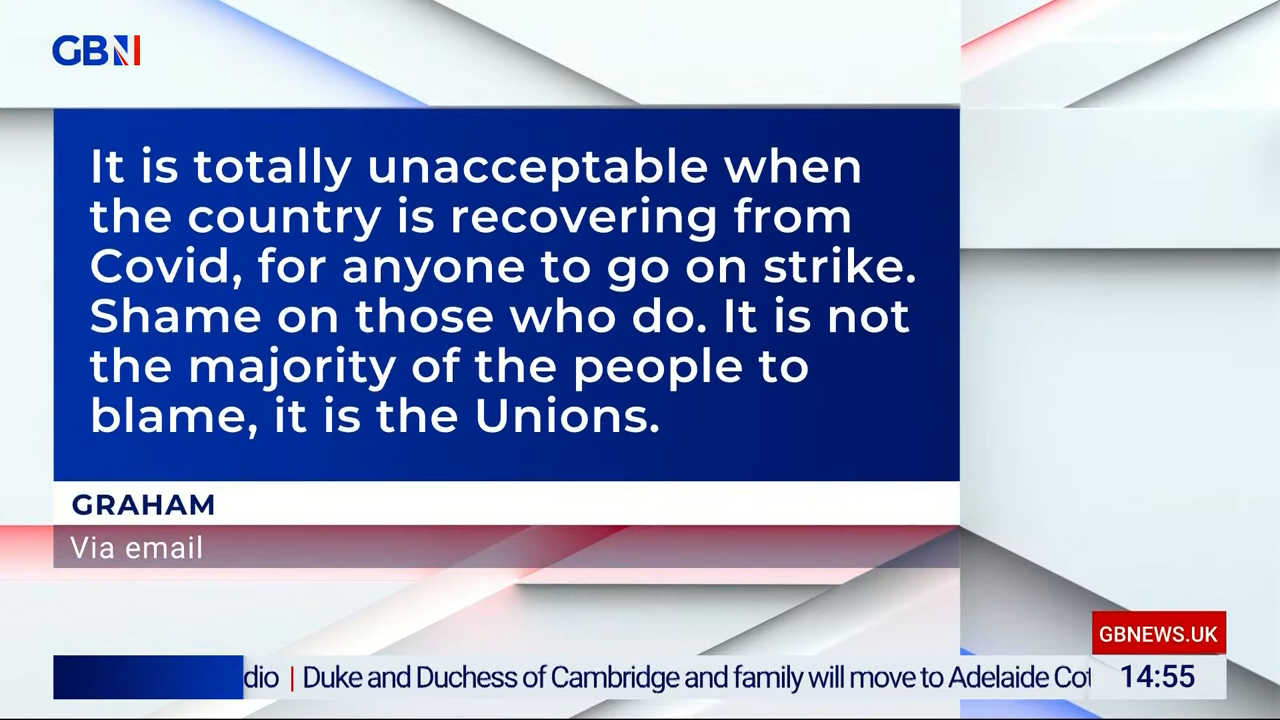 GBN
It is totally unacceptable when
the country is recovering from
Covid, for anyone to go on strike.
Shame on those who do. It is not
the majority of the people to
blame, it is the Unions.
GRAHAM
Via email
GBNEWS.UK
dio | Duke and Duchess of Cambridge and family will move to Adelaide Cot
14:55